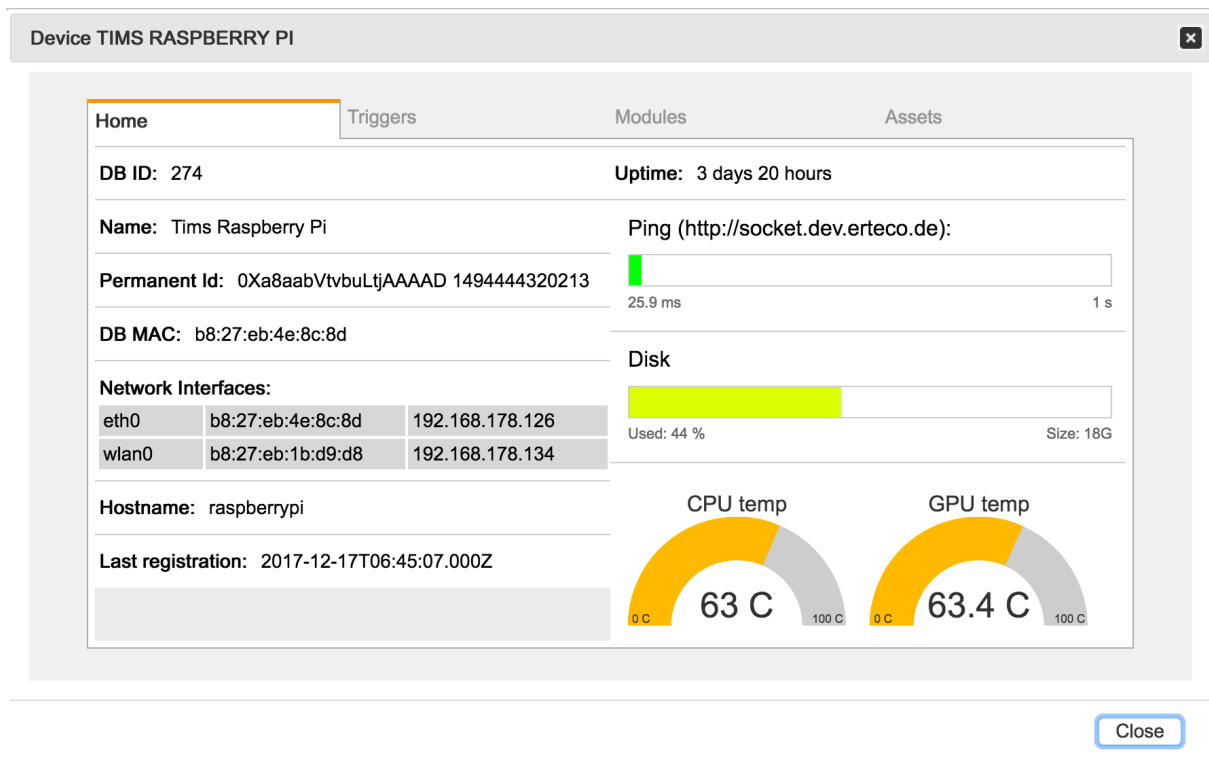 Device TIMS RASPBERRY PI
Home
Triggers
Modules
Assets
DB ID: 274
Name: Tims Raspberry Pi
Permanent Id: 0Xa8aabVtvbuLtjAAAAD 1494444320213
DB MAC: b8:27:eb:4e:8c:8d
Network Interfaces:
eth0 b8:27:eb:4e:8c:8d 192.168.178.126
wlan0 b8:27:eb:1b:d9:d8 192.168.178.134
Hostname: raspberrypi
Last registration: 2017-12-17T06:45:07.000Z
Uptime: 3 days 20 hours
Ping (http://socket.dev.erteco.de):
25.9 ms 1 s
Disk
Used: 44 % Size: 18G
CPU temp
63 C
0 C 100 C
GPU temp
63.4 C
0 C 100 C
Close